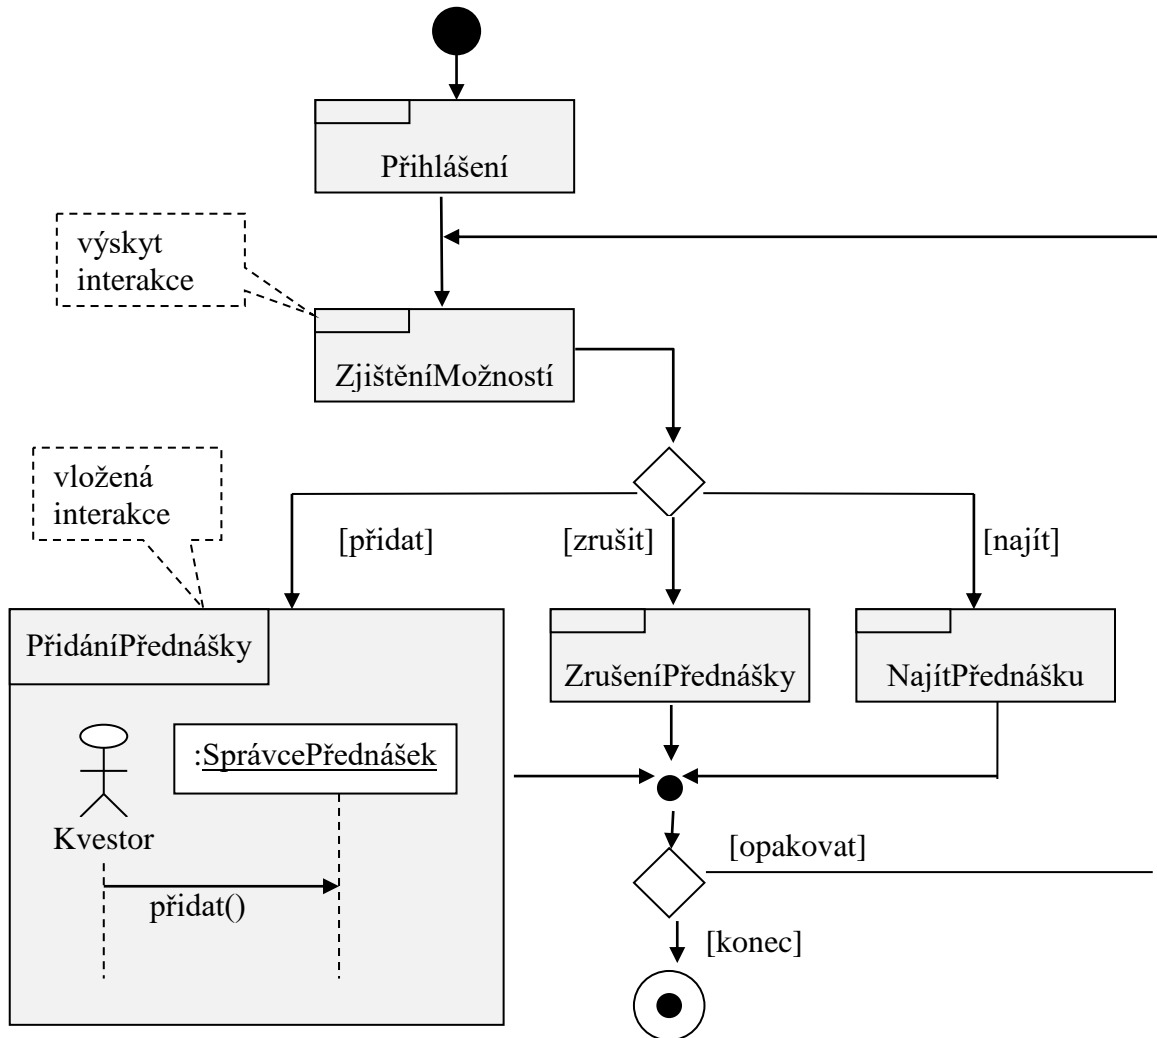 Přihlášení
výskyt
interakce
ZjištěníMožností
vložená
interakce
[přidat]
[zrušit]
[najít]
PřidáníPřednášky
ZrušeníPřednášky
NajítPřednášku
:SprávcePřednášek
Kvestor
[opakovat]
přidat()
[konec]